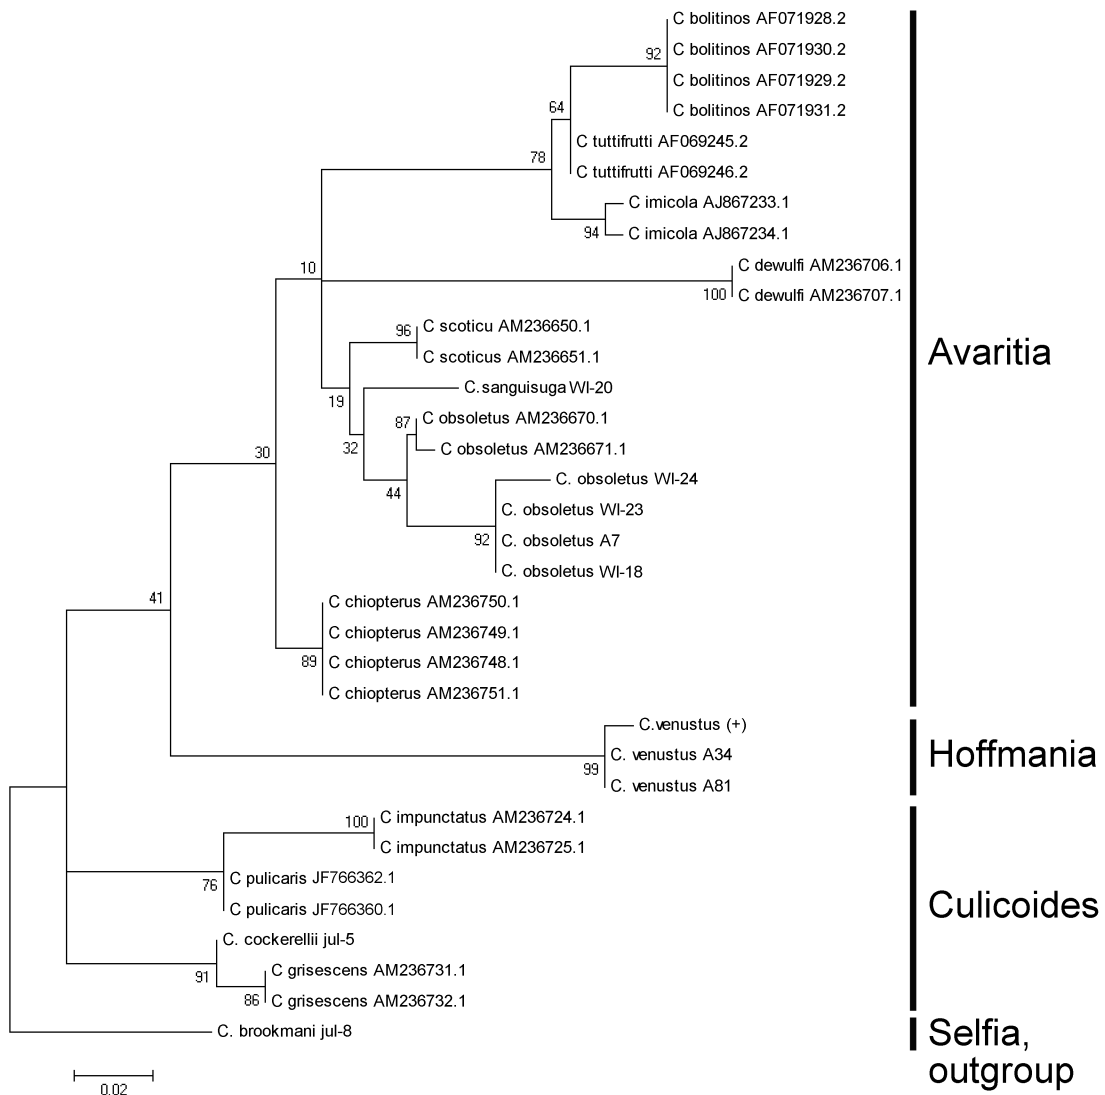 C bolitinos AF071928.2
C bolitinos AF071930.2
92
C bolitinos AF071929.2
64
C bolitinos AF071931.2
C tuttifrutti AF069245.2
78
C tuttifrutti AF069246.2
C imicola AJ867233.1
94
C imicola AJ867234.1
10
C dewulfi AM236706.1
100
C dewulfi AM236707.1
96
C scoticu AM236650.1
C scoticus AM236651.1
Avaritia
C.sanguisuga WI-20
19
87
C obsoletus AM236670.1
32
C obsoletus AM236671.1
30
C. obsoletus WI-24
44
C. obsoletus WI-23
92
C. obsoletus A7
C. obsoletus WI-18
41
C chiopterus AM236750.1
C chiopterus AM236749.1
89
C chiopterus AM236748.1
C chiopterus AM236751.1
C.venustus (+)
C. venustus A34
Hoffmania
99
C. venustus A81
100
C impunctatus AM236724.1
C impunctatus AM236725.1
76
C pulicaris JF766362.1
C pulicaris JF766360.1
Culicoides
C. cockerellii jul-5
91
C grisescens AM236731.1
86
C grisescens AM236732.1
C. brookmani jul-8
Selfia,
outgroup
0.02